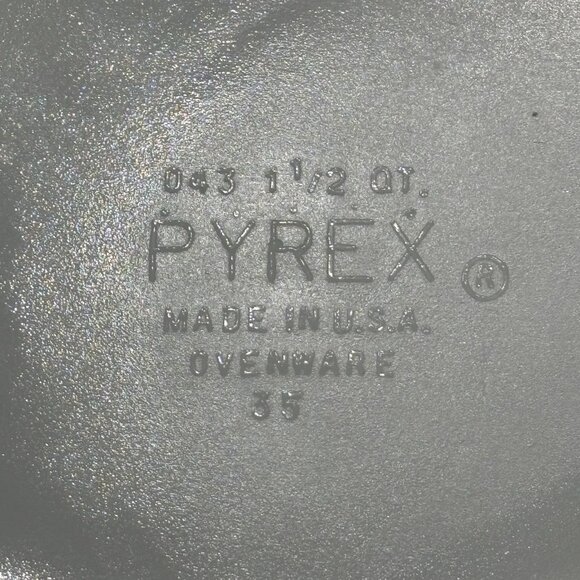 043 1 1/2 QT.
PYREX ®
MADE IN U.S.A.
OVENWARE
35